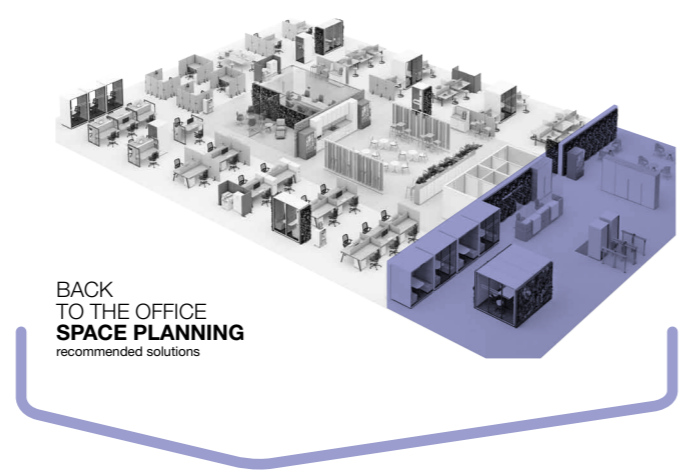 BACK
TO THE OFFICE
SPACE PLANNING
recommended solutions